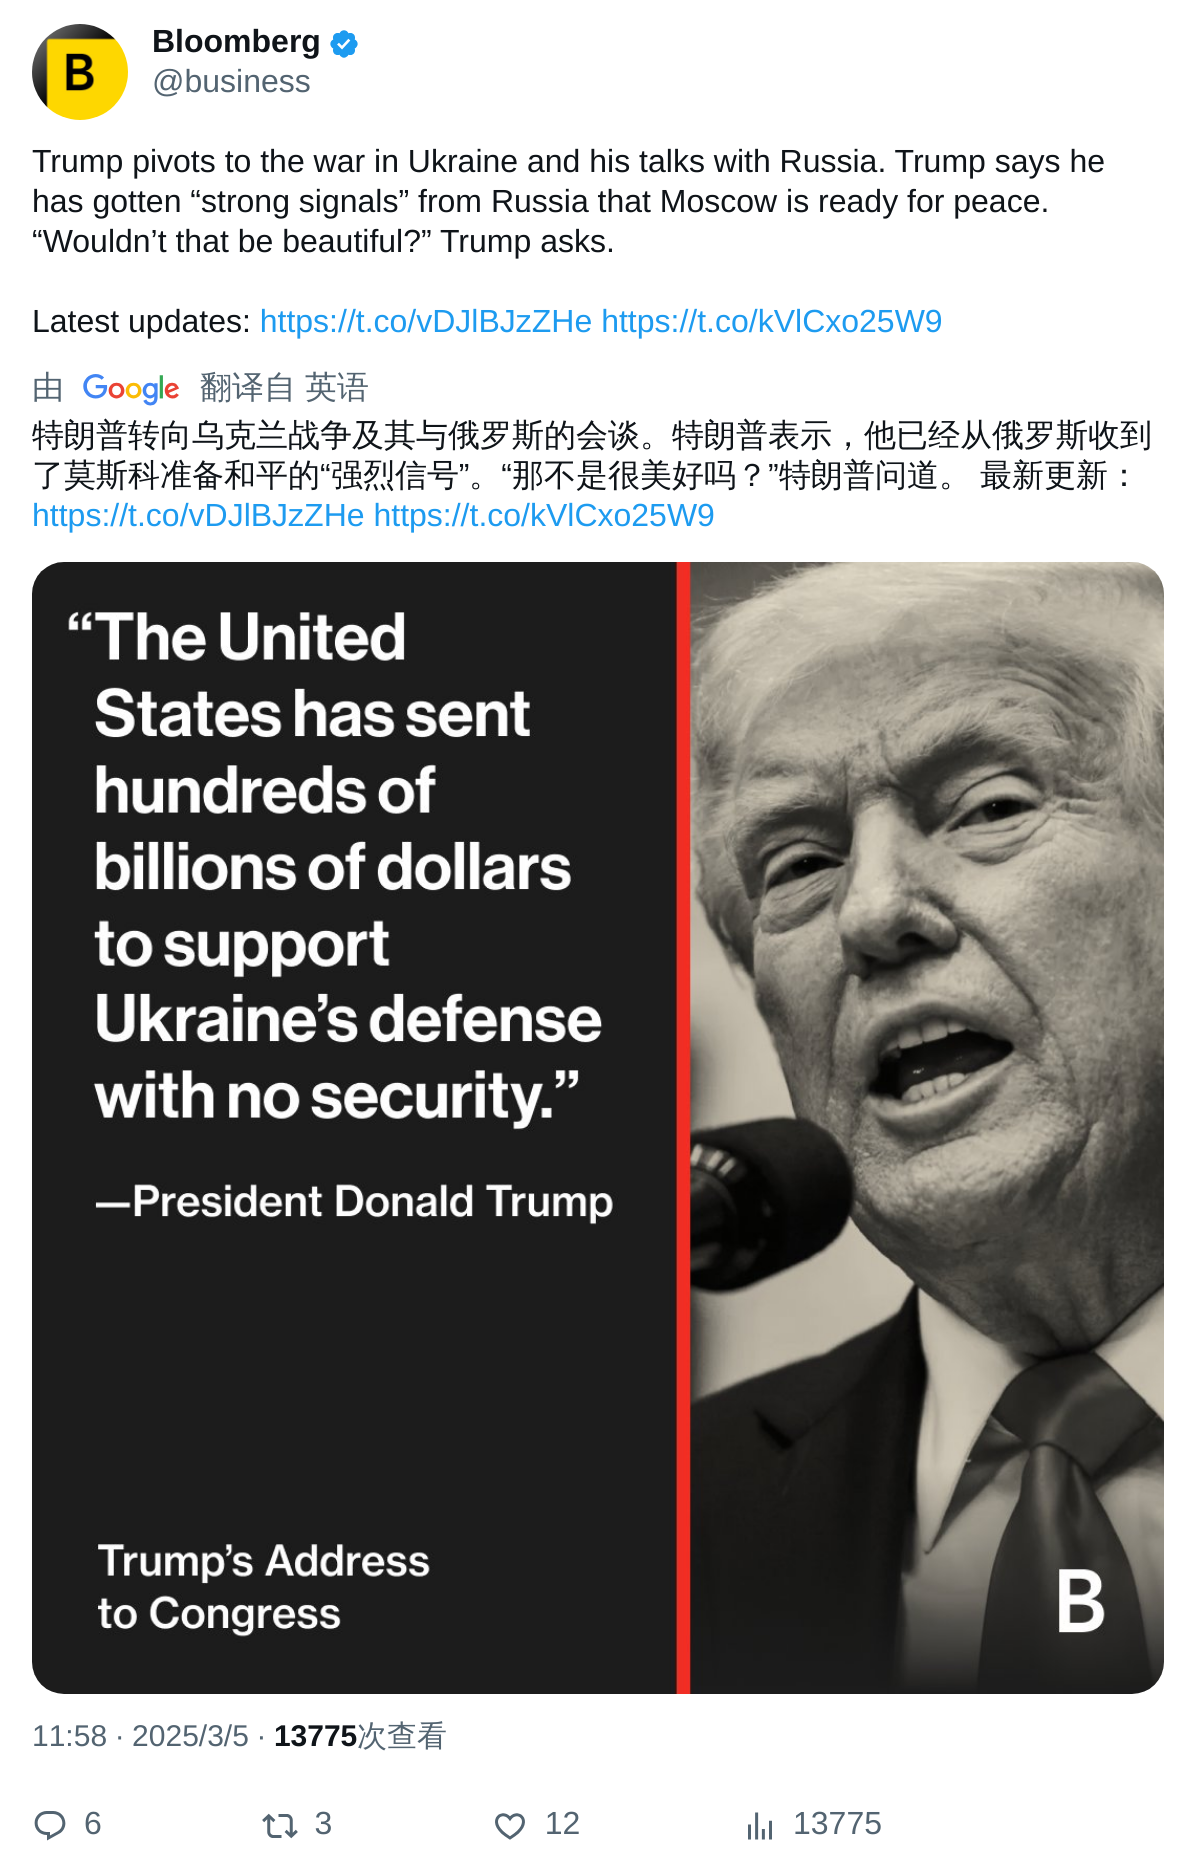 B
Bloomberg
@business
Trump pivots to the war in Ukraine and his talks with Russia. Trump says he
has gotten “strong signals” from Russia that Moscow is ready for peace.
“Wouldn’t that be beautiful?” Trump asks.
Latest updates: https://t.co/vDJlBJzZHe https://t.co/kVlCxo25W9
由 Google 翻译自 英语
特朗普转向乌克兰战争及其与俄罗斯的会谈。特朗普表示，他已经从俄罗斯收到
了莫斯科准备和平的“强烈信号”。“那不是很美好吗？”特朗普问道。 最新更新：
https://t.co/vDJlBJzZHe https://t.co/kVlCxo25W9
“The United
States has sent
hundreds of
billions of dollars
to support
Ukraine’s defense
with no security.”
—President Donald Trump
Trump’s Address
to Congress
B
11:58 · 2025/3/5 · 13775次查看
6 3 12 13775